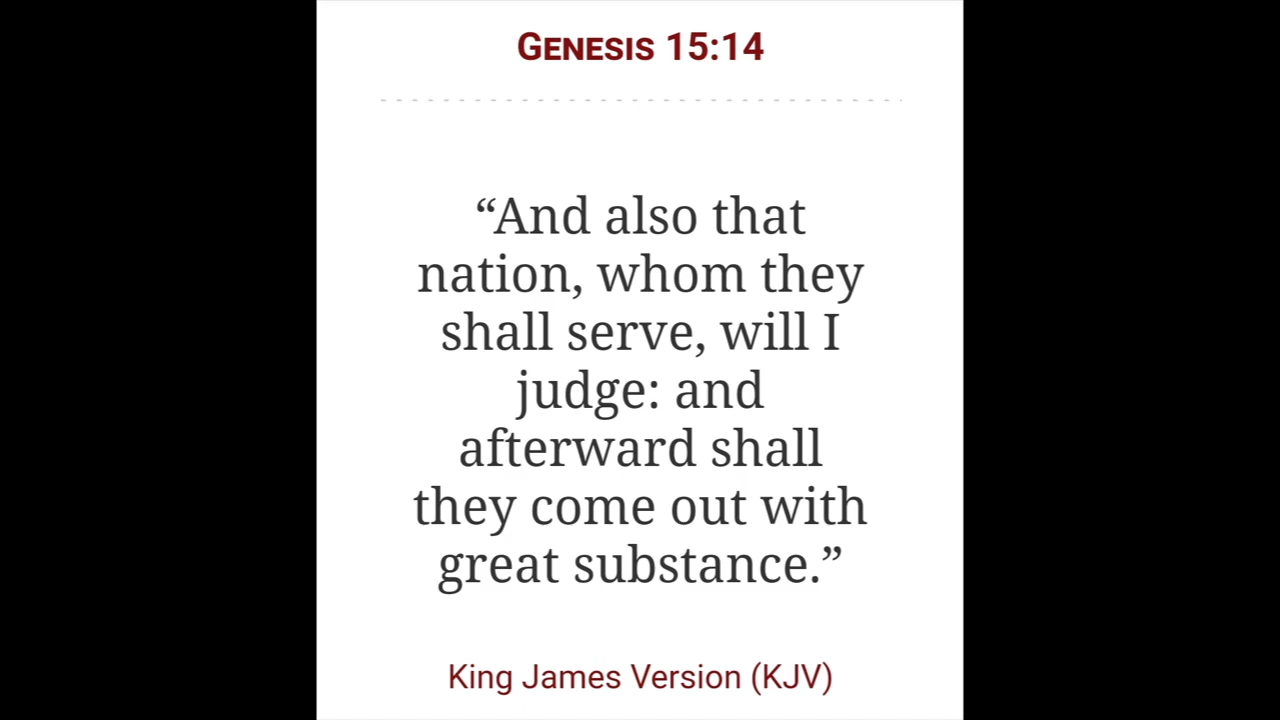 GENESIS 15:14
“And also that
nation, whom they
shall serve, will I
judge: and
afterward shall
they come out with
great substance.”
King James Version (KJV)